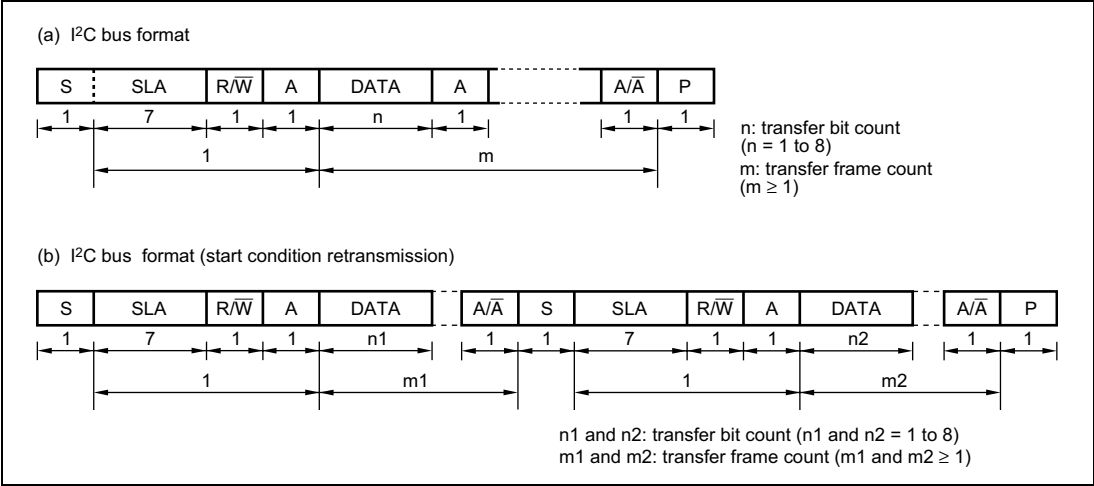 (a) I²C bus format
S SLA R/W̅ A DATA A A/A̅ P
1 7 1 1 n 1 1 1
1 m
n: transfer bit count
(n = 1 to 8)
m: transfer frame count
(m ≥ 1)
(b) I²C bus format (start condition retransmission)
S SLA R/W̅ A DATA A/A̅ S SLA R/W̅ A DATA A/A̅ P
1 7 1 1 n1 1 1 7 1 1 n2 1 1
1 m1 1 m2
n1 and n2: transfer bit count (n1 and n2 = 1 to 8)
m1 and m2: transfer frame count (m1 and m2 ≥ 1)